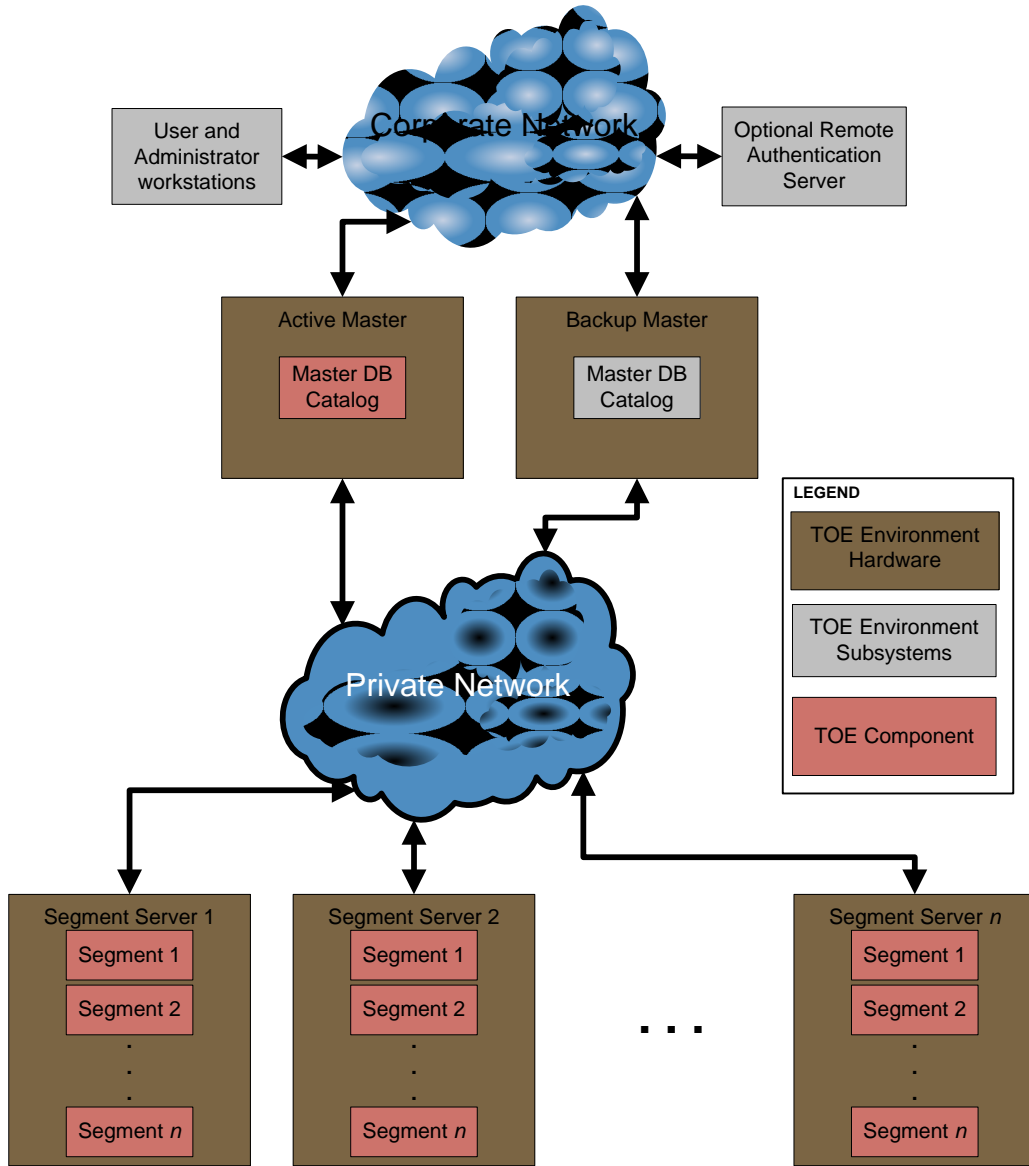 Corporate Network
User and
Administrator
workstations
Optional Remote
Authentication
Server
Active Master
Master DB
Catalog
Backup Master
Master DB
Catalog
LEGEND
TOE Environment
Hardware
TOE Environment
Subsystems
TOE Component
Private Network
Segment Server 1
Segment 1
Segment 2
.
.
.
Segment n
Segment Server 2
Segment 1
Segment 2
.
.
.
Segment n
. . .
Segment Server n
Segment 1
Segment 2
.
.
.
Segment n